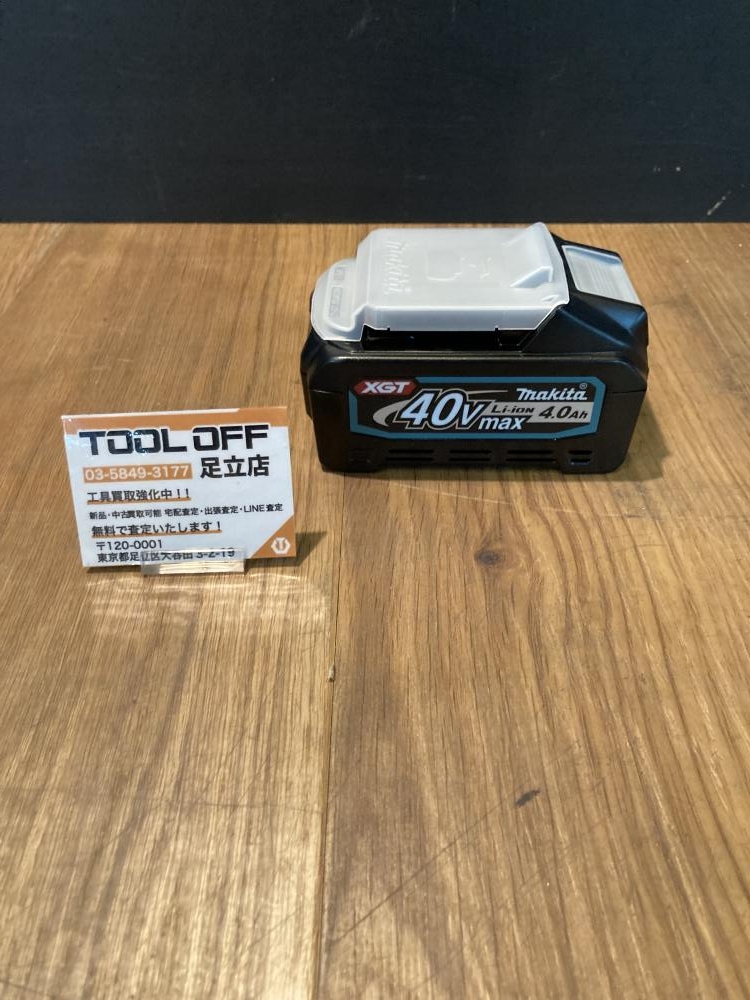 TOOL OFF
03-5849-3177 足立店
工具買取強化中！！
新品・中古買取可能 宅配査定・出張査定・LINE査定
無料で査定いたします！
〒120-0001
東京都足立区大谷田 3-2-19
makita
XGT
makita
40Vmax
Li-ion 4.0Ah